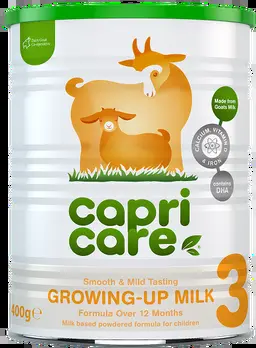 Made from
Goats Milk
CALCIUM, VITAMIN D
& IRON
contains
DHA
capri
care
Smooth & Mild Tasting
GROWING-UP MILK
3
Formula Over 12 Months
400g℮
Milk based powdered formula for children